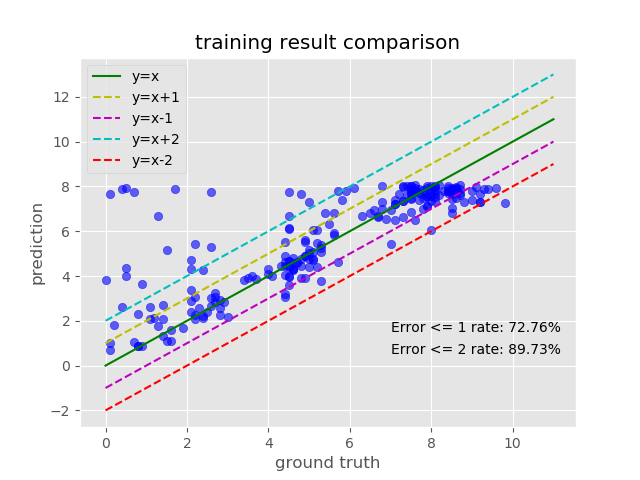 training result comparison
y=x
y=x+1
y=x-1
y=x+2
y=x-2
12
10
8
6
4
2
0
−2
prediction
Error <= 1 rate: 72.76%
Error <= 2 rate: 89.73%
0 2 4 6 8 10
ground truth